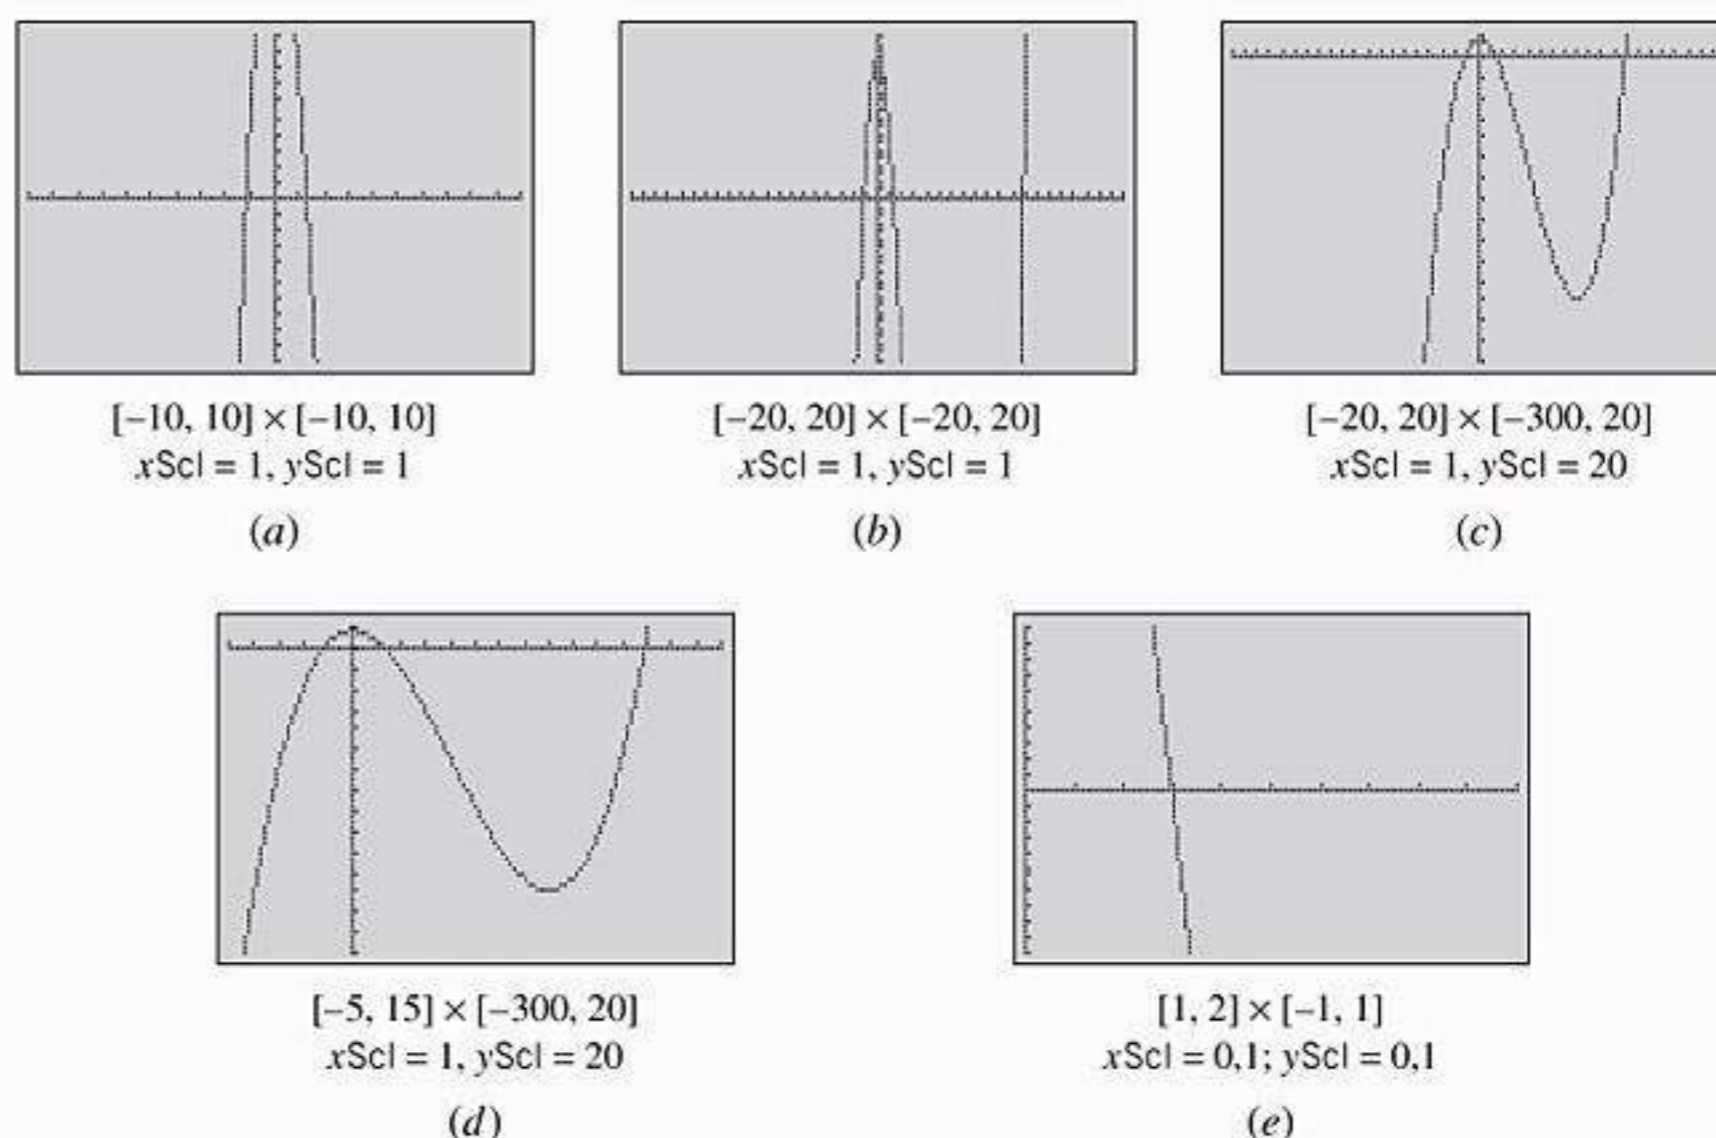 [–10, 10] × [–10, 10]
xScl = 1, yScl = 1
(a)
[–20, 20] × [–20, 20]
xScl = 1, yScl = 1
(b)
[–20, 20] × [–300, 20]
xScl = 1, yScl = 20
(c)
[–5, 15] × [–300, 20]
xScl = 1, yScl = 20
(d)
[1, 2] × [–1, 1]
xScl = 0,1; yScl = 0,1
(e)